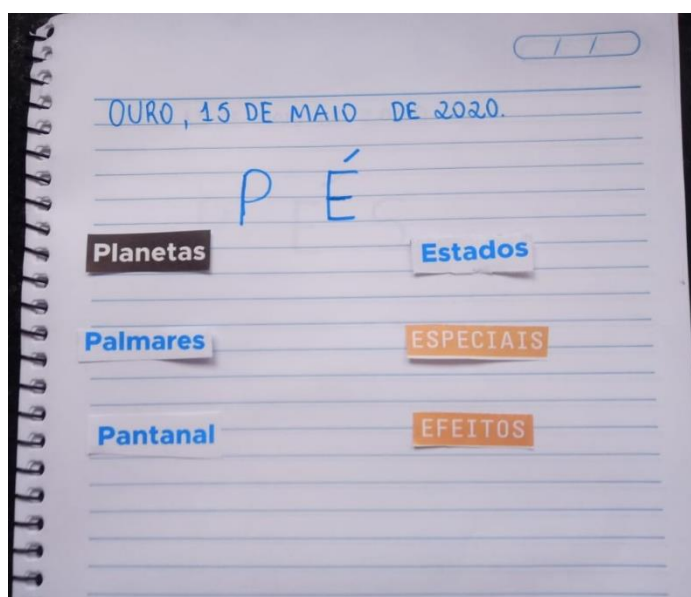 / /
OURO, 15 DE MAIO DE 2020.
P É
Planetas Estados
Palmares ESPECIAIS
Pantanal EFEITOS